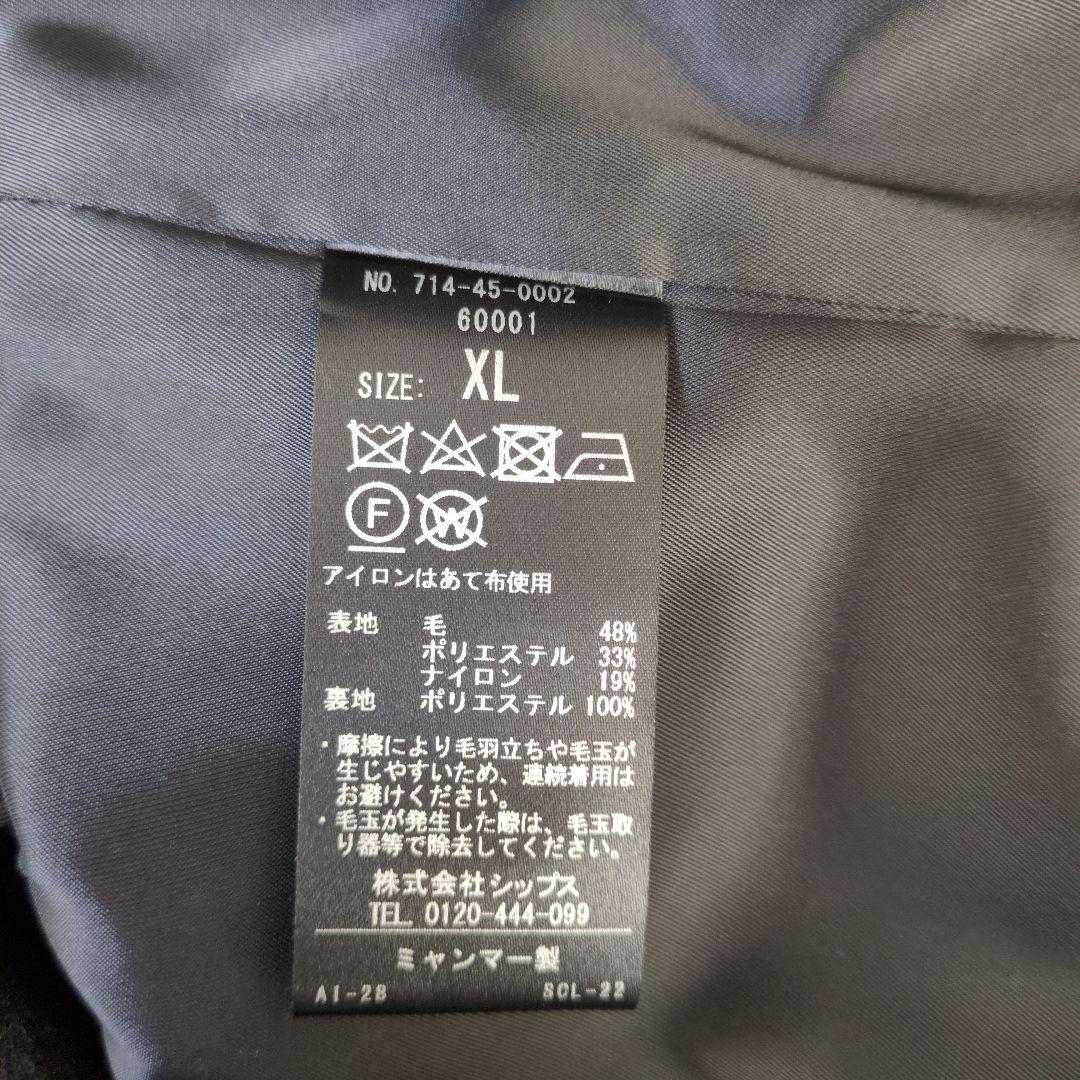 NO. 714-45-0002
60001
SIZE: XL
F W
アイロンはあて布使用
表地 毛 48%
ポリエステル 33%
ナイロン 19%
裏地 ポリエステル 100%
・摩擦により毛羽立ちや毛玉が
生じやすいため、連続着用は
お避けください。
・毛玉が発生した際は、毛玉取
り器等で除去してください。
株式会社シップス
TEL. 0120-444-099
ミャンマー製
AI-2B SCL-22